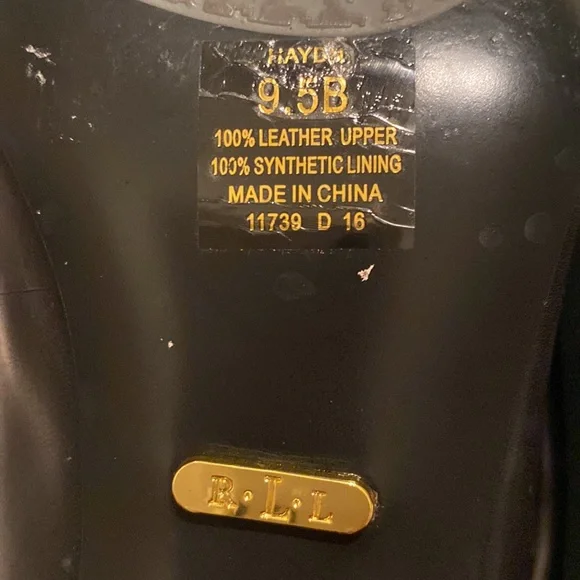 9.5B
100% LEATHER UPPER
100% SYNTHETIC LINING
MADE IN CHINA
11739 D 16
R·L·L